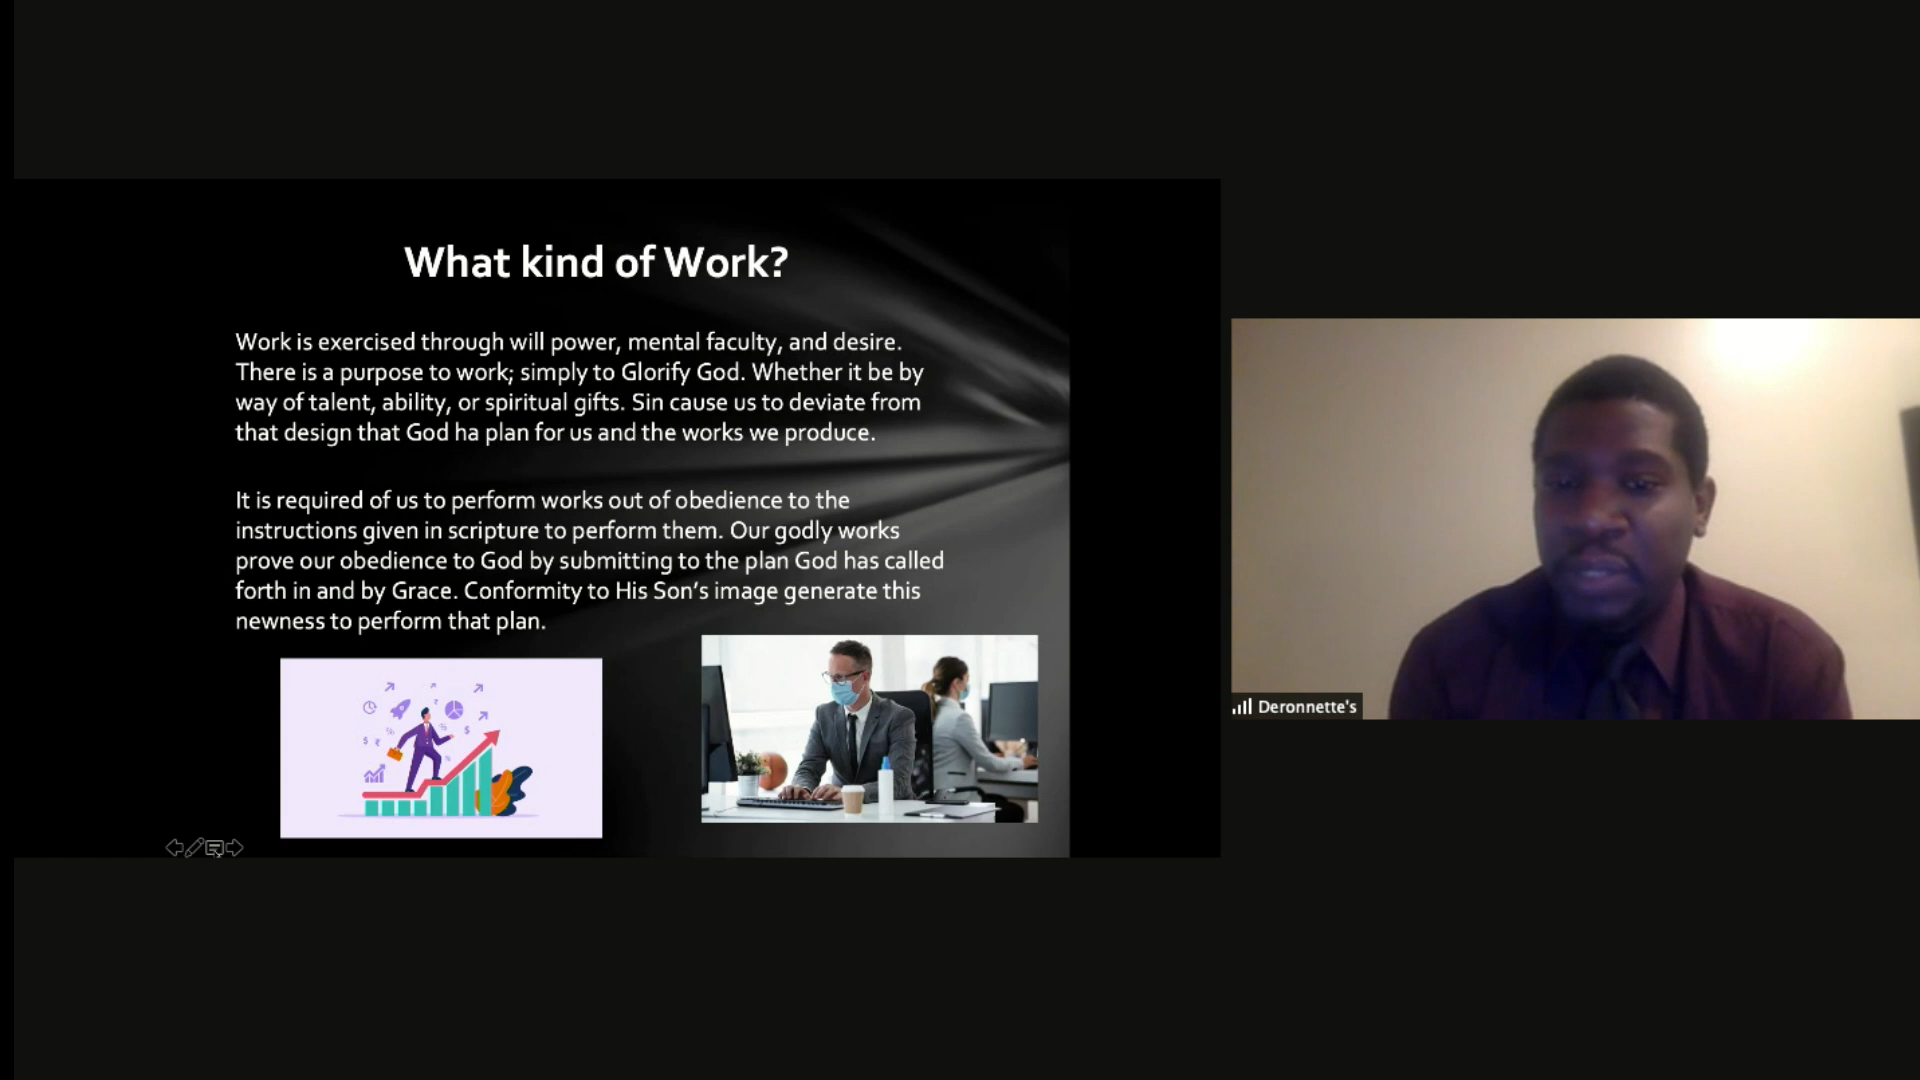 What kind of Work?
Work is exercised through will power, mental faculty, and desire.
There is a purpose to work; simply to Glorify God. Whether it be by
way of talent, ability, or spiritual gifts. Sin cause us to deviate from
that design that God ha plan for us and the works we produce.
It is required of us to perform works out of obedience to the
instructions given in scripture to perform them. Our godly works
prove our obedience to God by submitting to the plan God has called
forth in and by Grace. Conformity to His Son's image generate this
newness to perform that plan.
Deronnette's